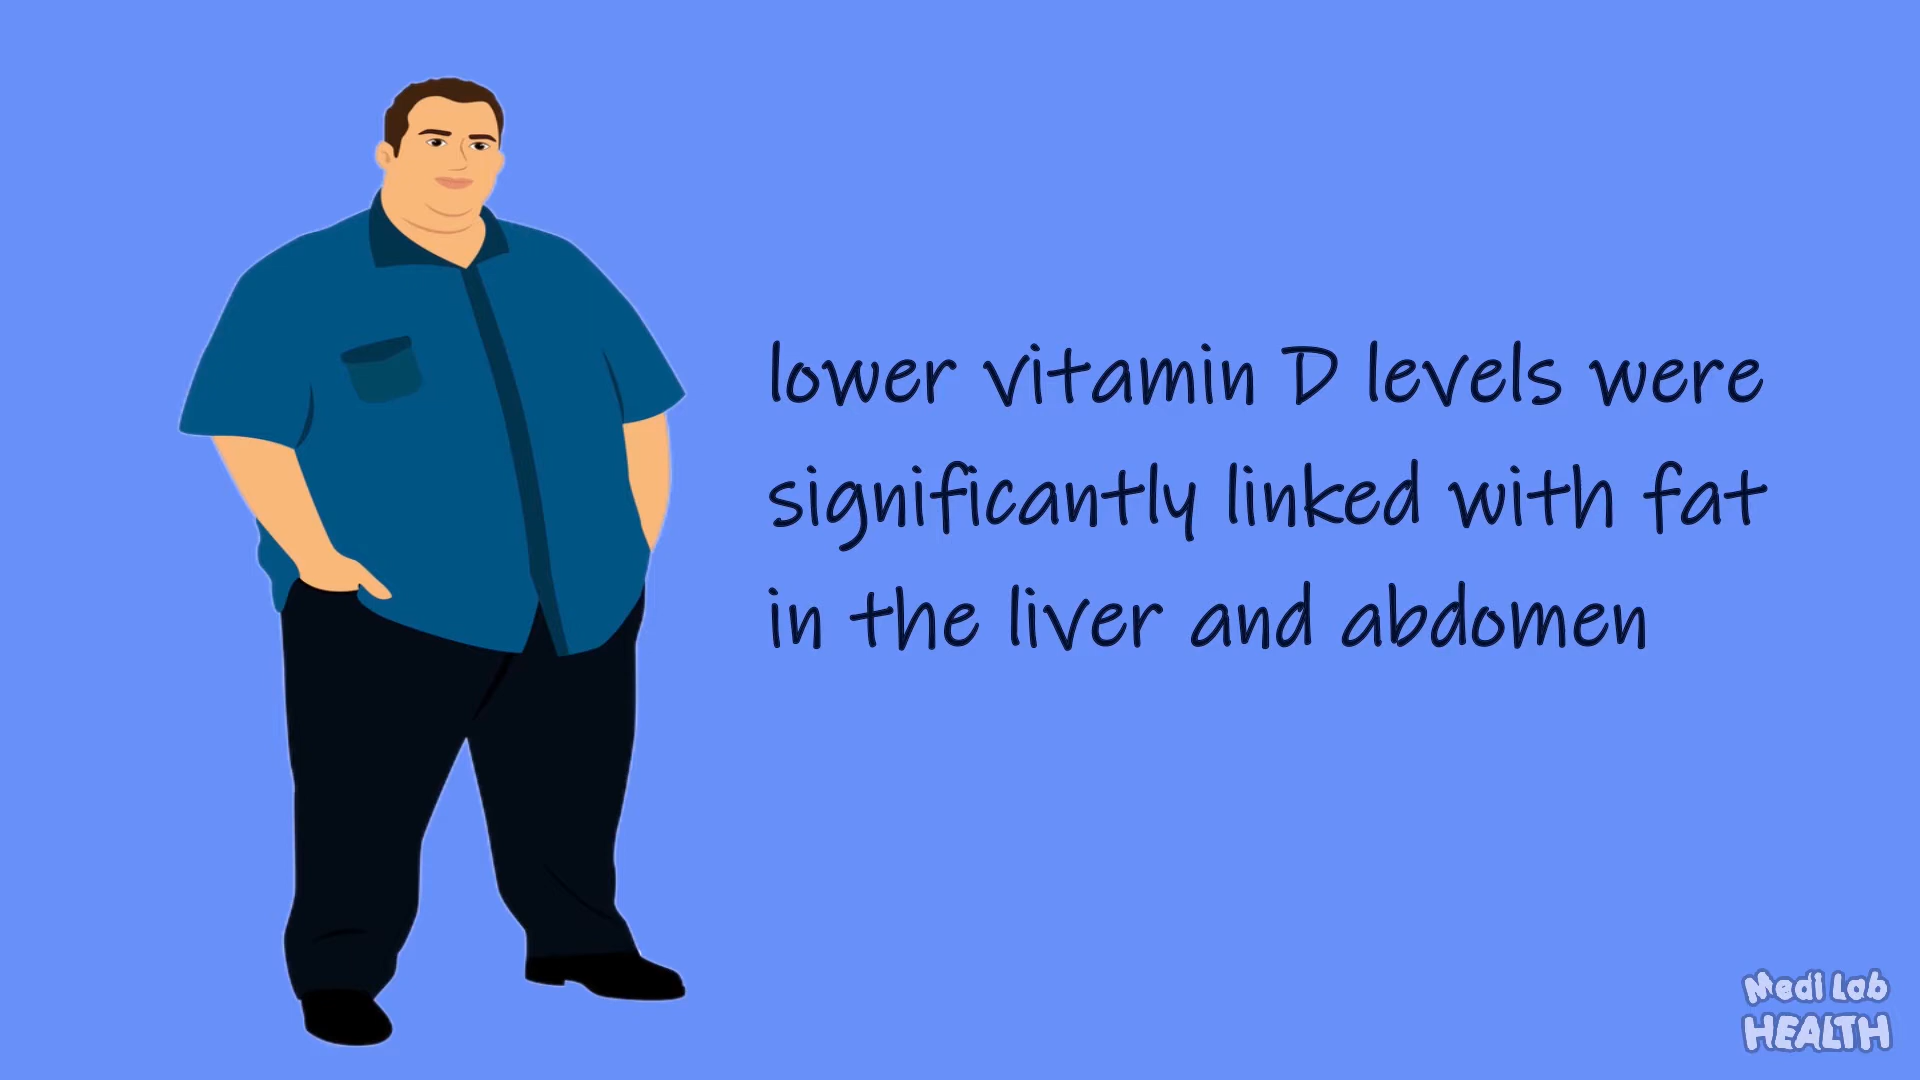 lower vitamin D levels were
significantly linked with fat
in the liver and abdomen
Medi Lab
HEALTH